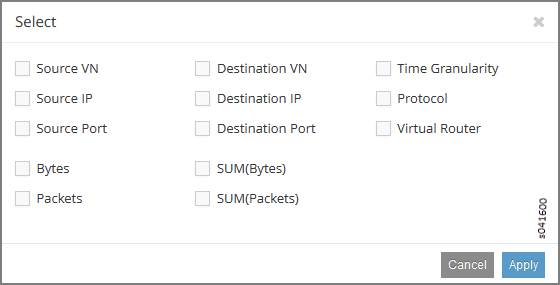 Select
Source VN Destination VN Time Granularity
Source IP Destination IP Protocol
Source Port Destination Port Virtual Router
Bytes SUM(Bytes)
Packets SUM(Packets)
s041600
Cancel Apply